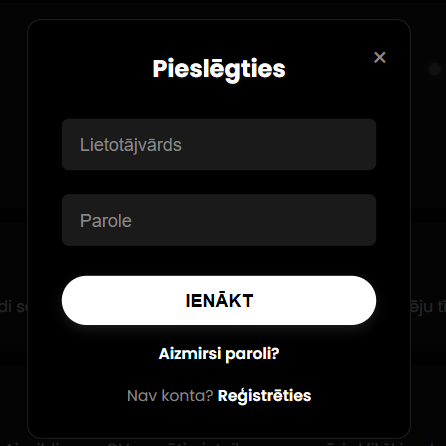 Pieslēgties
×
Lietotājvārds
Parole
IENĀKT
Aizmirsi paroli?
Nav konta? Reģistrēties